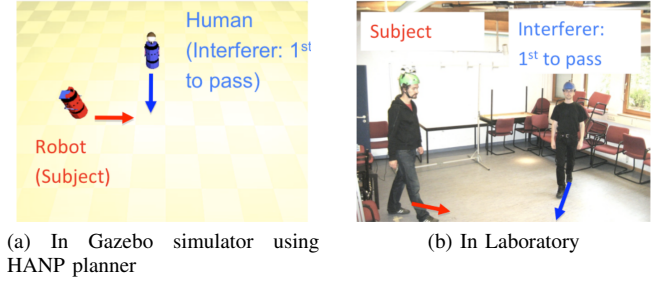 Human
(Interferer: 1st
to pass)
Robot
(Subject)
Subject
Interferer:
1st to pass
(a) In Gazebo simulator using
HANP planner
(b) In Laboratory